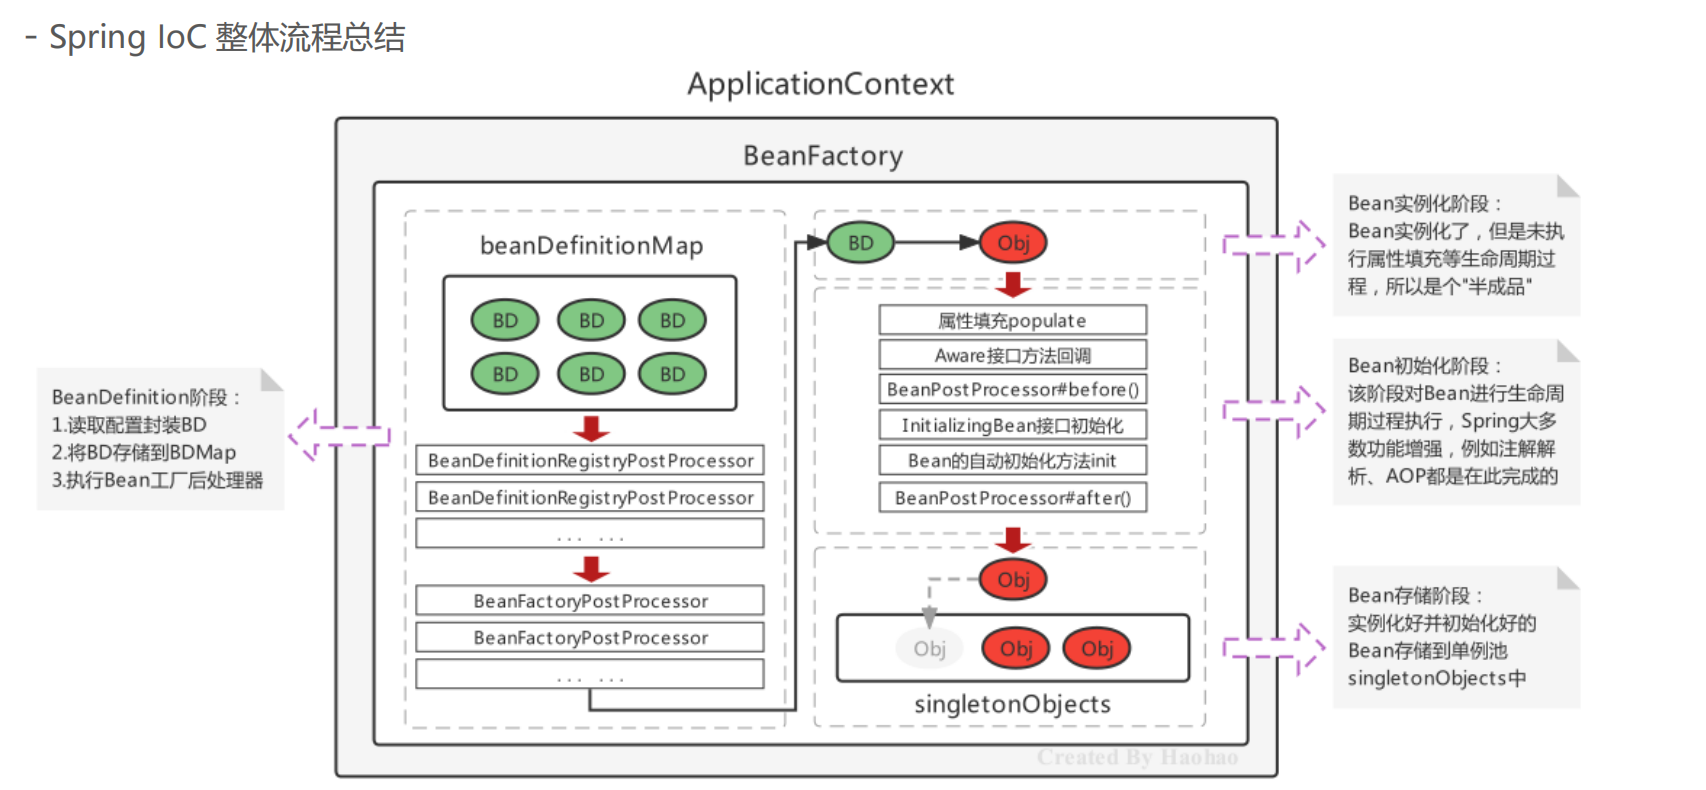 - Spring IoC 整体流程总结
ApplicationContext
BeanFactory
beanDefinitionMap
BD BD BD
BD BD BD
BeanDefinitionRegistryPostProcessor
BeanDefinitionRegistryPostProcessor
... ...
BeanFactoryPostProcessor
BeanFactoryPostProcessor
... ...
BeanDefinition阶段：
1.读取配置封装BD
2.将BD存储到BDMap
3.执行Bean工厂后处理器
BD Obj
属性填充populate
Aware接口方法回调
BeanPostProcessor#before()
InitializingBean接口初始化
Bean的自动初始化方法init
BeanPostProcessor#after()
Obj
Obj Obj Obj
singletonObjects
Bean实例化阶段：
Bean实例化了，但是未执
行属性填充等生命周期过
程，所以是个"半成品"
Bean初始化阶段：
该阶段对Bean进行生命周
期过程执行，Spring大多
数功能增强，例如注解解
析、AOP都是在此完成的
Bean存储阶段：
实例化好并初始化好的
Bean存储到单例池
singletonObjects中
Created By Haohao